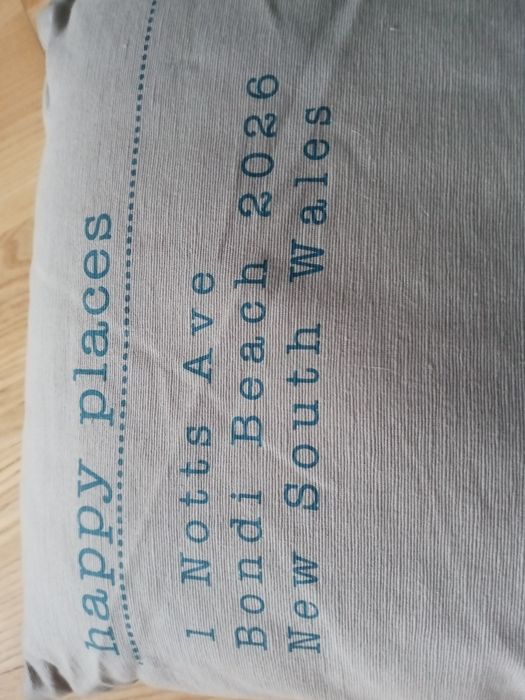 happy places
1 Notts Ave
Bondi Beach 2026
New South Wales